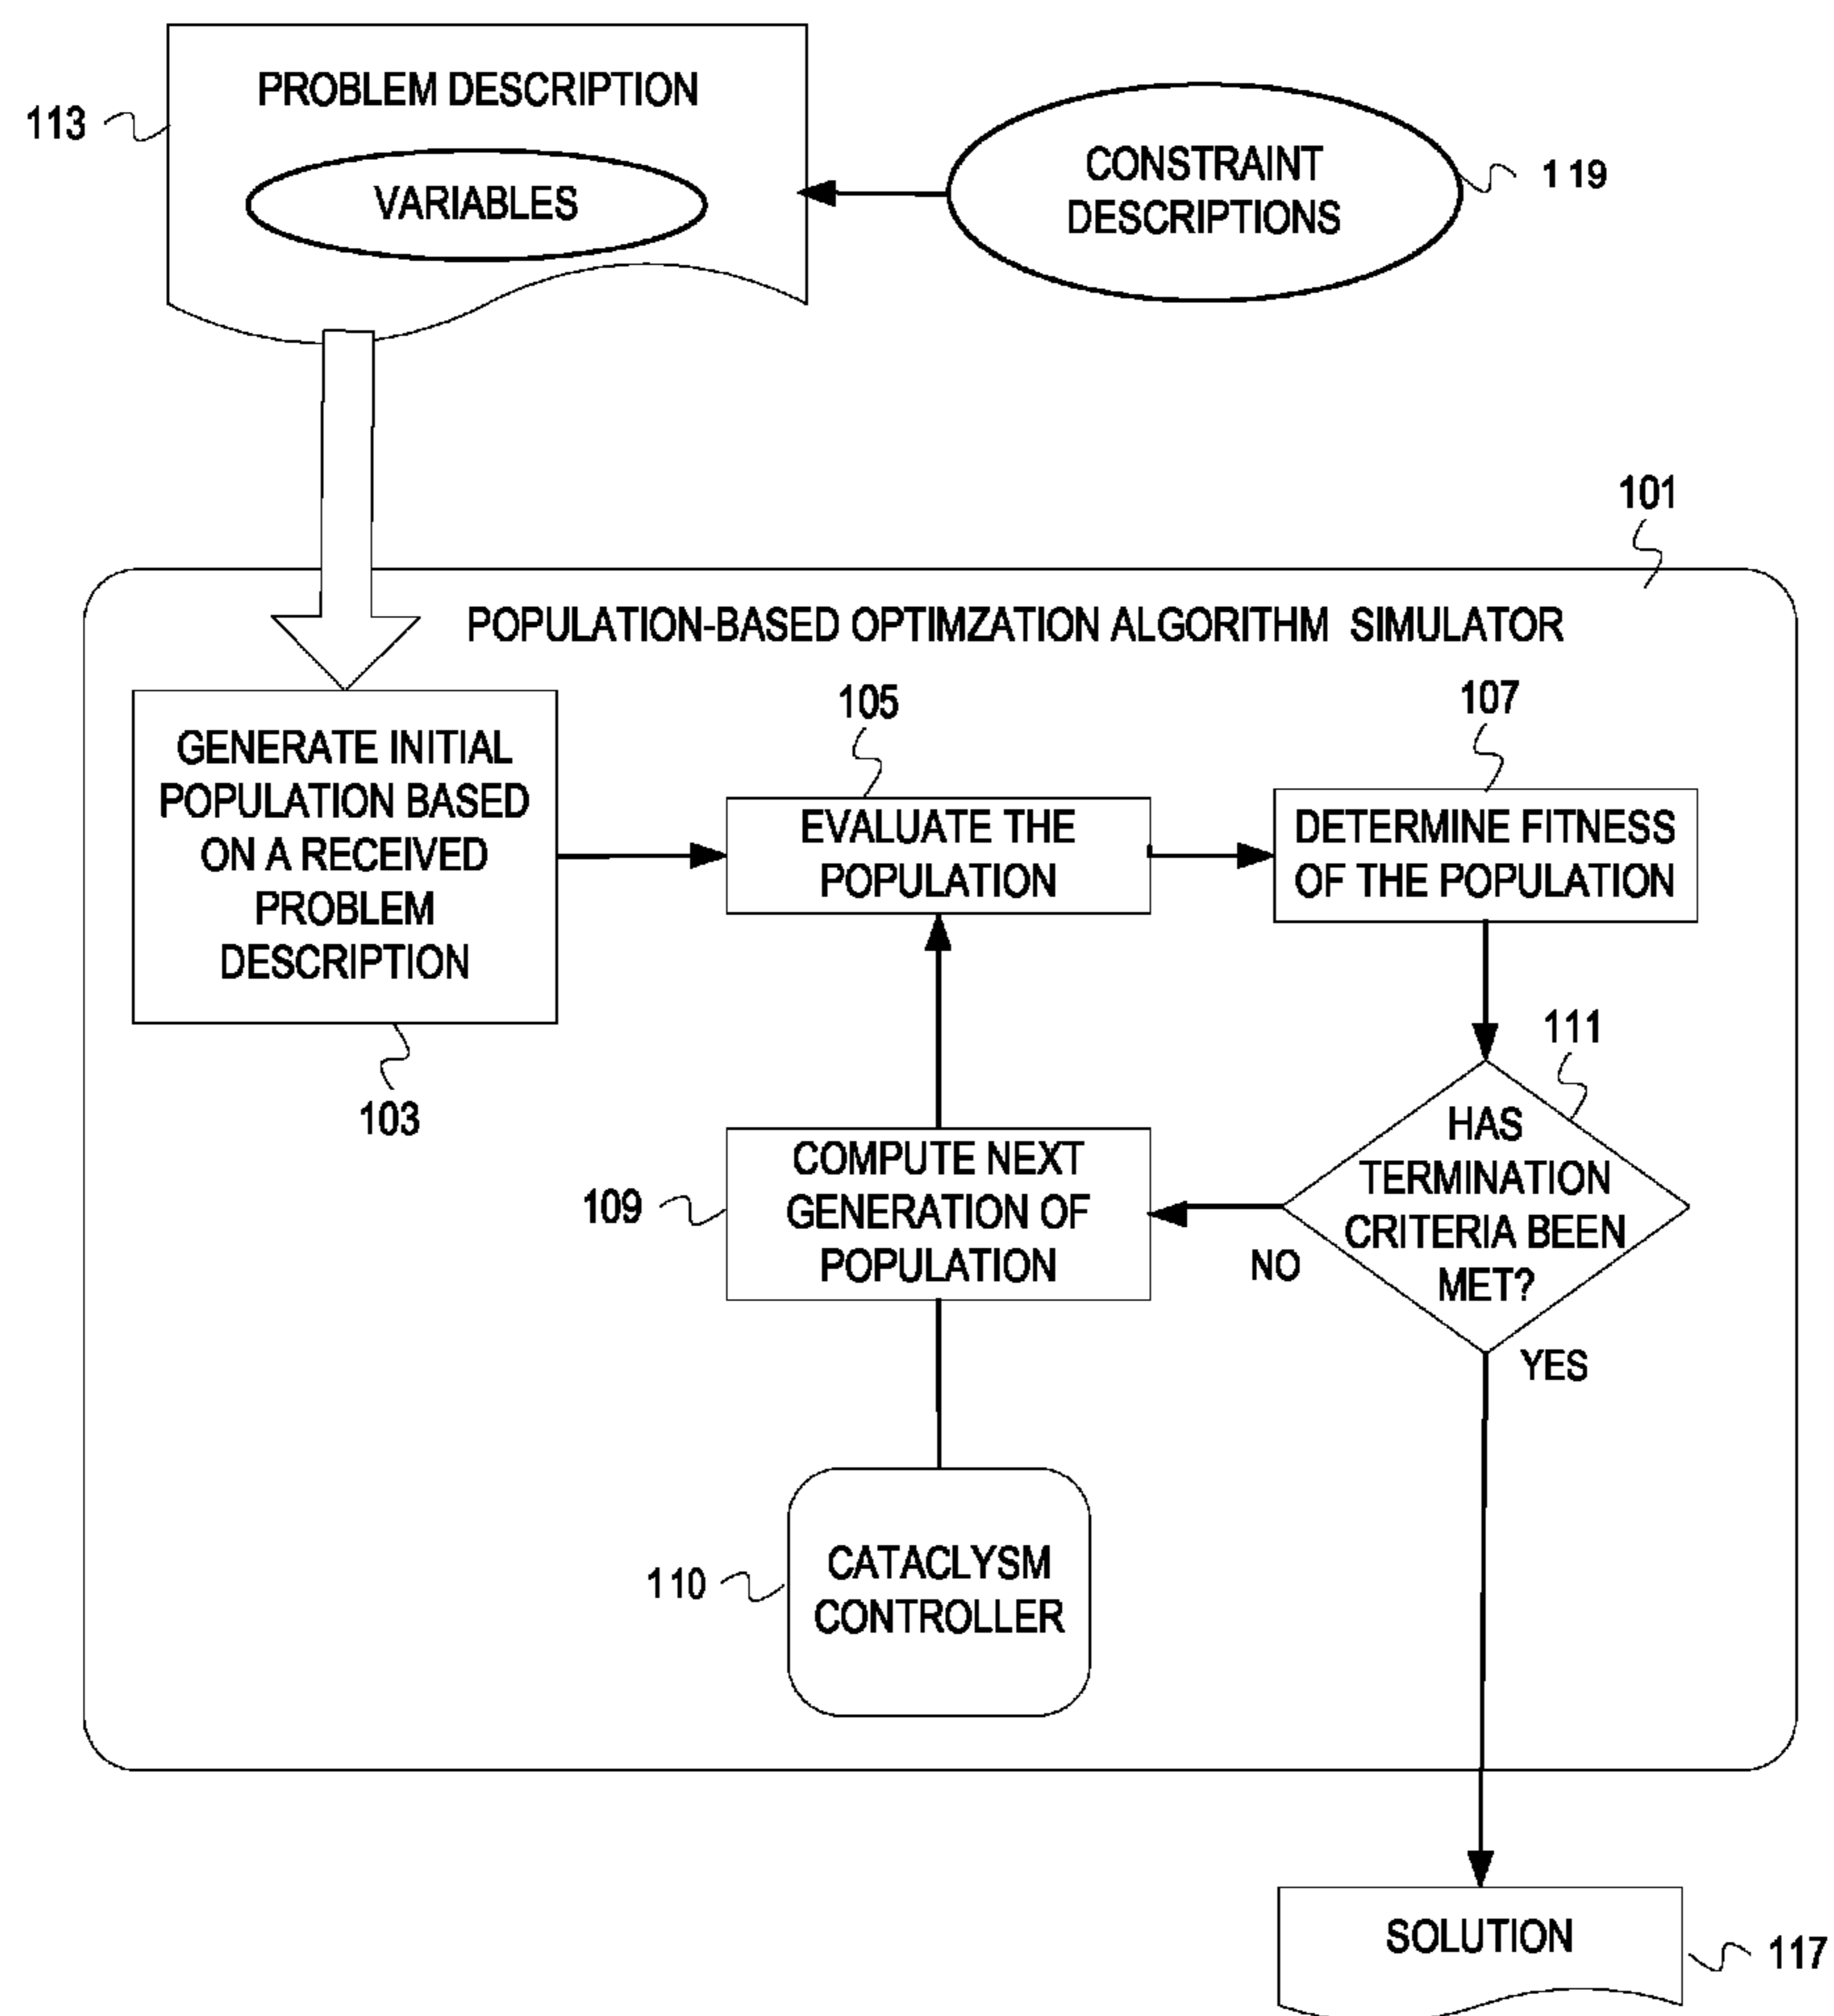 PROBLEM DESCRIPTION
113
VARIABLES
CONSTRAINT
DESCRIPTIONS
119
101
POPULATION-BASED OPTIMZATION ALGORITHM SIMULATOR
GENERATE INITIAL
POPULATION BASED
ON A RECEIVED
PROBLEM
DESCRIPTION
103
105
EVALUATE THE
POPULATION
107
DETERMINE FITNESS
OF THE POPULATION
111
HAS
TERMINATION
CRITERIA BEEN
MET?
NO
YES
109
COMPUTE NEXT
GENERATION OF
POPULATION
110
CATACLYSM
CONTROLLER
SOLUTION
117